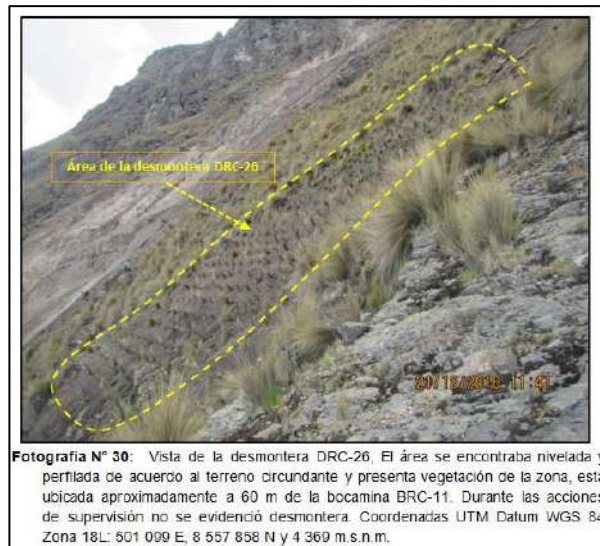 Área de la desmontera DRC-26
21/12/2018 11:41
Fotografía N° 30: Vista de la desmontera DRC-26, El área se encontraba nivelada y
perfilada de acuerdo al terreno circundante y presenta vegetación de la zona, está
ubicada aproximadamente a 60 m de la bocamina BRC-11. Durante las acciones
de supervisión no se evidenció desmontera. Coordenadas UTM Datum WGS 84
Zona 18L: 501 099 E, 8 557 858 N y 4 369 m.s.n.m.